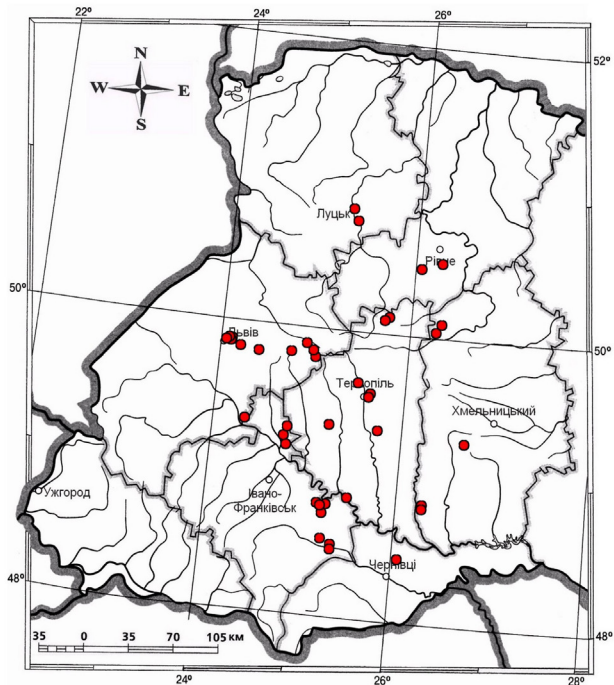 22° 24° 26°
52°
N
W E
S
Луцьк
Рівне
50°
Львів
50°
Тернопіль
Хмельницький
Ужгород
Івано-
Франківськ
Чернівці
48°
48°
35 0 35 70 105 км
24° 26° 28°